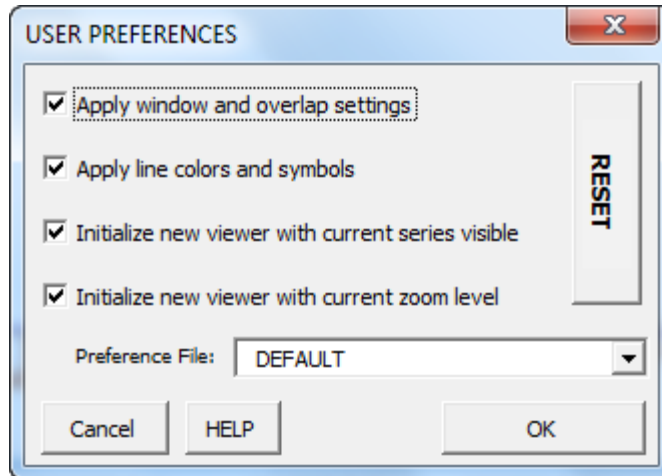 USER PREFERENCES
Apply window and overlap settings
Apply line colors and symbols
Initialize new viewer with current series visible
Initialize new viewer with current zoom level
RESET
Preference File: DEFAULT
Cancel HELP OK